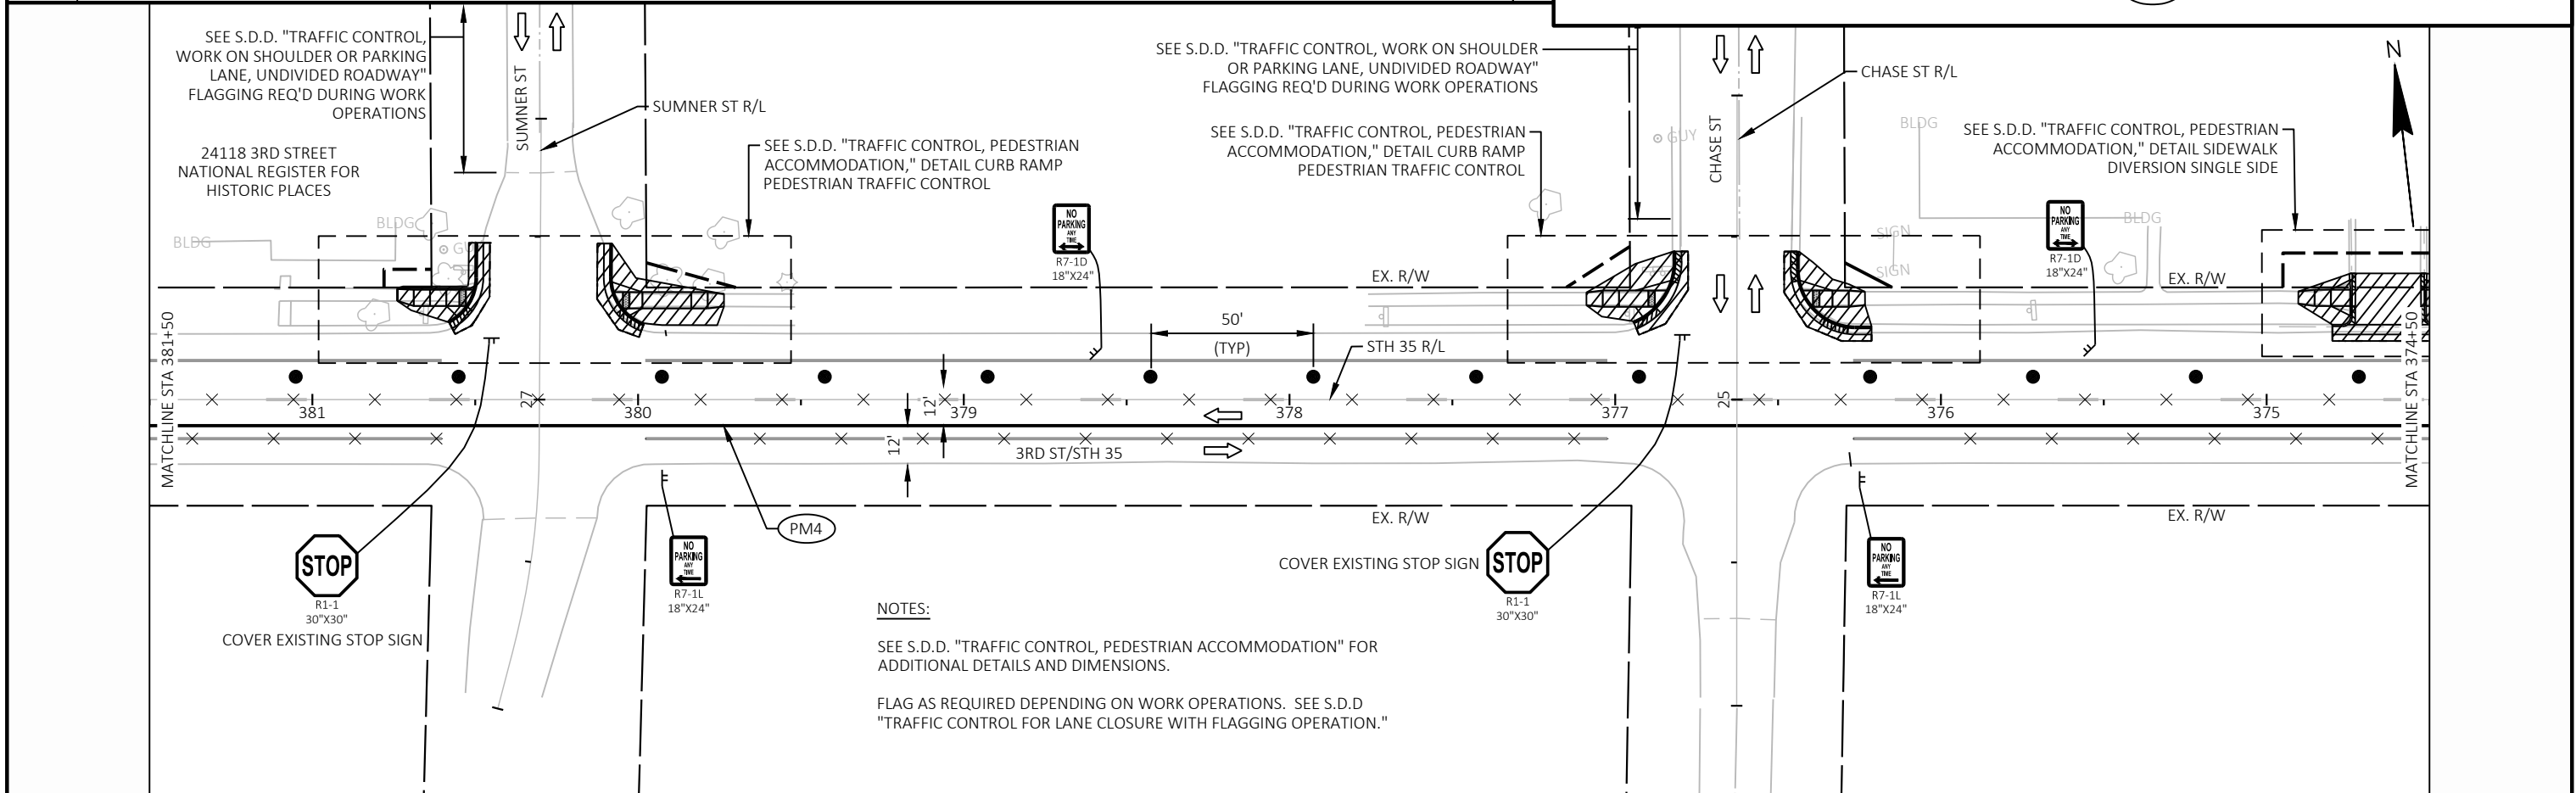 SEE S.D.D. "TRAFFIC CONTROL,
WORK ON SHOULDER OR PARKING
LANE, UNDIVIDED ROADWAY"
FLAGGING REQ'D DURING WORK
OPERATIONS
24118 3RD STREET
NATIONAL REGISTER FOR
HISTORIC PLACES
SUMNER ST
SUMNER ST R/L
SEE S.D.D. "TRAFFIC CONTROL, PEDESTRIAN
ACCOMMODATION," DETAIL CURB RAMP
PEDESTRIAN TRAFFIC CONTROL
NO
PARKING
ANY
TIME
R7-1D
18"X24"
SEE S.D.D. "TRAFFIC CONTROL, WORK ON SHOULDER
OR PARKING LANE, UNDIVIDED ROADWAY"
FLAGGING REQ'D DURING WORK OPERATIONS
SEE S.D.D. "TRAFFIC CONTROL, PEDESTRIAN
ACCOMMODATION," DETAIL CURB RAMP
PEDESTRIAN TRAFFIC CONTROL
GUY
CHASE ST
CHASE ST R/L
BLDG
SEE S.D.D. "TRAFFIC CONTROL, PEDESTRIAN
ACCOMMODATION," DETAIL SIDEWALK
DIVERSION SINGLE SIDE
NO
PARKING
ANY
TIME
R7-1D
18"X24"
N
BLDG
BLDG
BLDG
SIGN
SIGN
EX. R/W
EX. R/W
MATCHLINE STA 381+50
50'
(TYP)
STH 35 R/L
MATCHLINE STA 374+50
381
27
380
12'
379
378
377
25
376
375
12'
3RD ST/STH 35
EX. R/W
EX. R/W
PM4
STOP
R1-1
30"X30"
COVER EXISTING STOP SIGN
NO
PARKING
ANY
TIME
R7-1L
18"X24"
COVER EXISTING STOP SIGN
STOP
R1-1
30"X30"
NO
PARKING
ANY
TIME
R7-1L
18"X24"
NOTES:
SEE S.D.D. "TRAFFIC CONTROL, PEDESTRIAN ACCOMMODATION" FOR
ADDITIONAL DETAILS AND DIMENSIONS.
FLAG AS REQUIRED DEPENDING ON WORK OPERATIONS. SEE S.D.D
"TRAFFIC CONTROL FOR LANE CLOSURE WITH FLAGGING OPERATION."